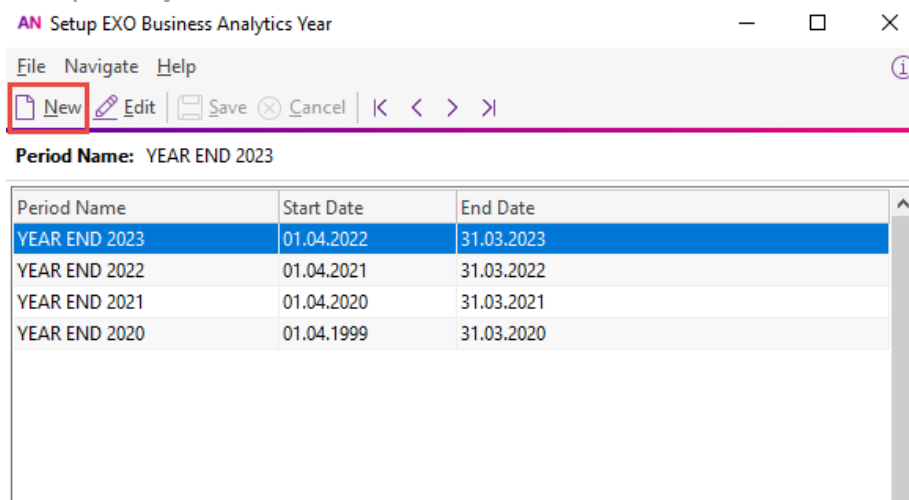 AN Setup EXO Business Analytics Year
File Navigate Help
New Edit Save Cancel
Period Name: YEAR END 2023
Period Name Start Date End Date
YEAR END 2023 01.04.2022 31.03.2023
YEAR END 2022 01.04.2021 31.03.2022
YEAR END 2021 01.04.2020 31.03.2021
YEAR END 2020 01.04.1999 31.03.2020